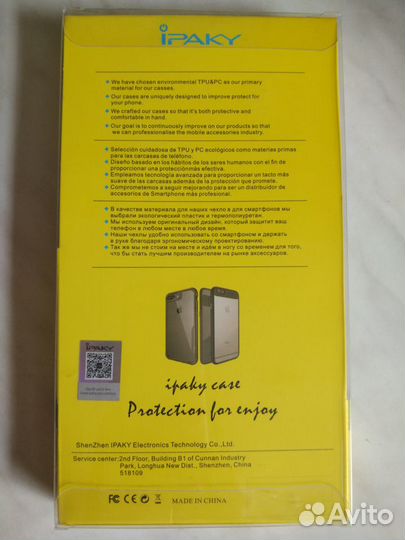 iPAKY
We have chosen environmental TPU&PC as our primary
material for our casses.
Our cases are uniquely designed to improve protect for
your phone.
We crafted our cases so that it's both protective and
comfortable in hand.
Our goal is to continuously improve on our products so that
we can professionalise the mobile accessories industry.
Selección cuidadosa de TPU y PC ecológicos como materias primas
para las carcasas de teléfono.
Diseño basado en los hábitos de los seres humanos con el fin de
proporcionar una protecciónmás efectiva.
Empleamos tecnología avanzada para proporcionar un tacto más
suave de las carcasas además de la protección que promete.
Comprometemos a seguir mejorando para ser un distribuidor de
accesorios de Smartphone más profesional.
В качестве материала для наших чехло в для смартфонов мы
выбрали экологический пластик и термополиуретан.
Мы используем оригинальный дизайн, который защитит ваш
телефон в любом месте в любое время.
Наши чехлы удобно использовать со смартфоном и держать
в руке благодаря эргономическому проектированию.
Так же мы не стоим на месте и идём в ногу со временем для того,
что бы стать лучшим производителем на рынке аксессуаров.
iPAKY
ipaky case
Protection for enjoy
ShenZhen IPAKY Electronics Technology Co.,Ltd.
Service center:2nd Floor, Building B1 of Cunnan Industry
Park, Longhua New Dist., Shenzhen, China
518109
FC CE MADE IN CHINA
Avito